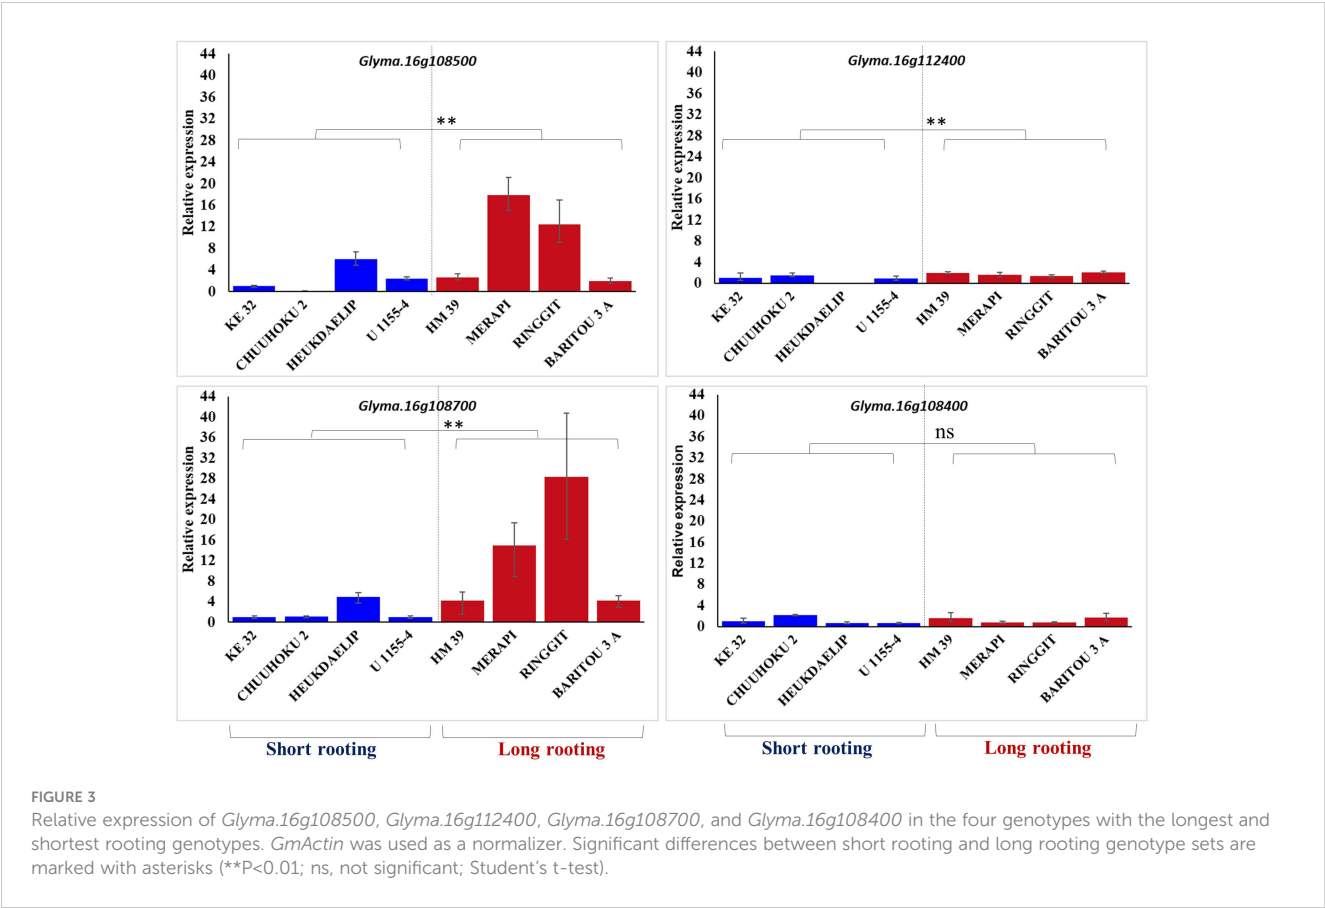 Glyma.16g108500
Relative expression
44
40
36
32
28
24
20
16
12
8
4
0
**
KE 32
CHUUHOKU 2
HEUKDAELIP
U 1155-4
HM 39
MERAPI
RINGGIT
BARITOU 3 A
Glyma.16g112400
Relative expression
44
40
36
32
28
24
20
16
12
8
4
0
**
KE 32
CHUUHOKU 2
HEUKDAELIP
U 1155-4
HM 39
MERAPI
RINGGIT
BARITOU 3 A
Glyma.16g108700
Relative expression
44
40
36
32
28
24
20
16
12
8
4
0
**
KE 32
CHUUHOKU 2
HEUKDAELIP
U 1155-4
HM 39
MERAPI
RINGGIT
BARITOU 3 A
Glyma.16g108400
Relative expression
44
40
36
32
28
24
20
16
12
8
4
0
ns
KE 32
CHUUHOKU 2
HEUKDAELIP
U 1155-4
HM 39
MERAPI
RINGGIT
BARITOU 3 A
Short rooting
Long rooting
Short rooting
Long rooting
FIGURE 3
Relative expression of Glyma.16g108500, Glyma.16g112400, Glyma.16g108700, and Glyma.16g108400 in the four genotypes with the longest and
shortest rooting genotypes. GmActin was used as a normalizer. Significant differences between short rooting and long rooting genotype sets are
marked with asterisks (**P<0.01; ns, not significant; Student’s t-test).